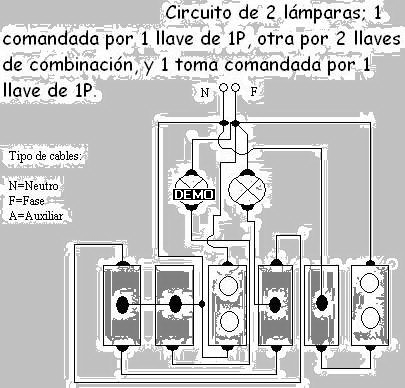 Circuito de 2 lámparas; 1
comandada por 1 llave de 1P, otra por 2 llaves
de combinación, y 1 toma comandada por 1
llave de 1P.
N F
Tipo de cables:
N=Neutro
F=Fase
A=Auxiliar
DEMO